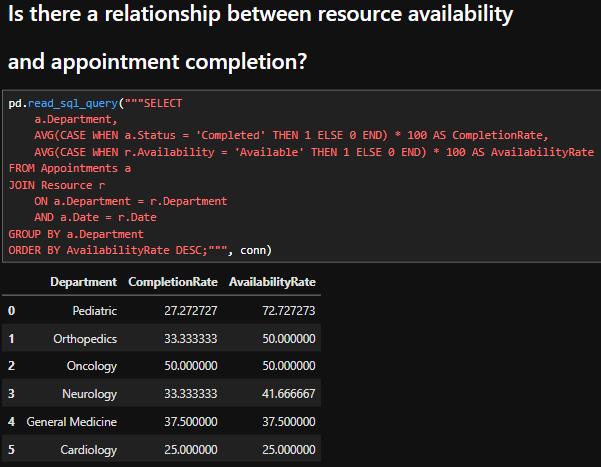 Is there a relationship between resource availability
and appointment completion?
pd.read_sql_query("""SELECT
    a.Department,
    AVG(CASE WHEN a.Status = 'Completed' THEN 1 ELSE 0 END) * 100 AS CompletionRate,
    AVG(CASE WHEN r.Availability = 'Available' THEN 1 ELSE 0 END) * 100 AS AvailabilityRate
FROM Appointments a
JOIN Resource r
    ON a.Department = r.Department
    AND a.Date = r.Date
GROUP BY a.Department
ORDER BY AvailabilityRate DESC;""", conn)
Department CompletionRate AvailabilityRate
0 Pediatric 27.272727 72.727273
1 Orthopedics 33.333333 50.000000
2 Oncology 50.000000 50.000000
3 Neurology 33.333333 41.666667
4 General Medicine 37.500000 37.500000
5 Cardiology 25.000000 25.000000